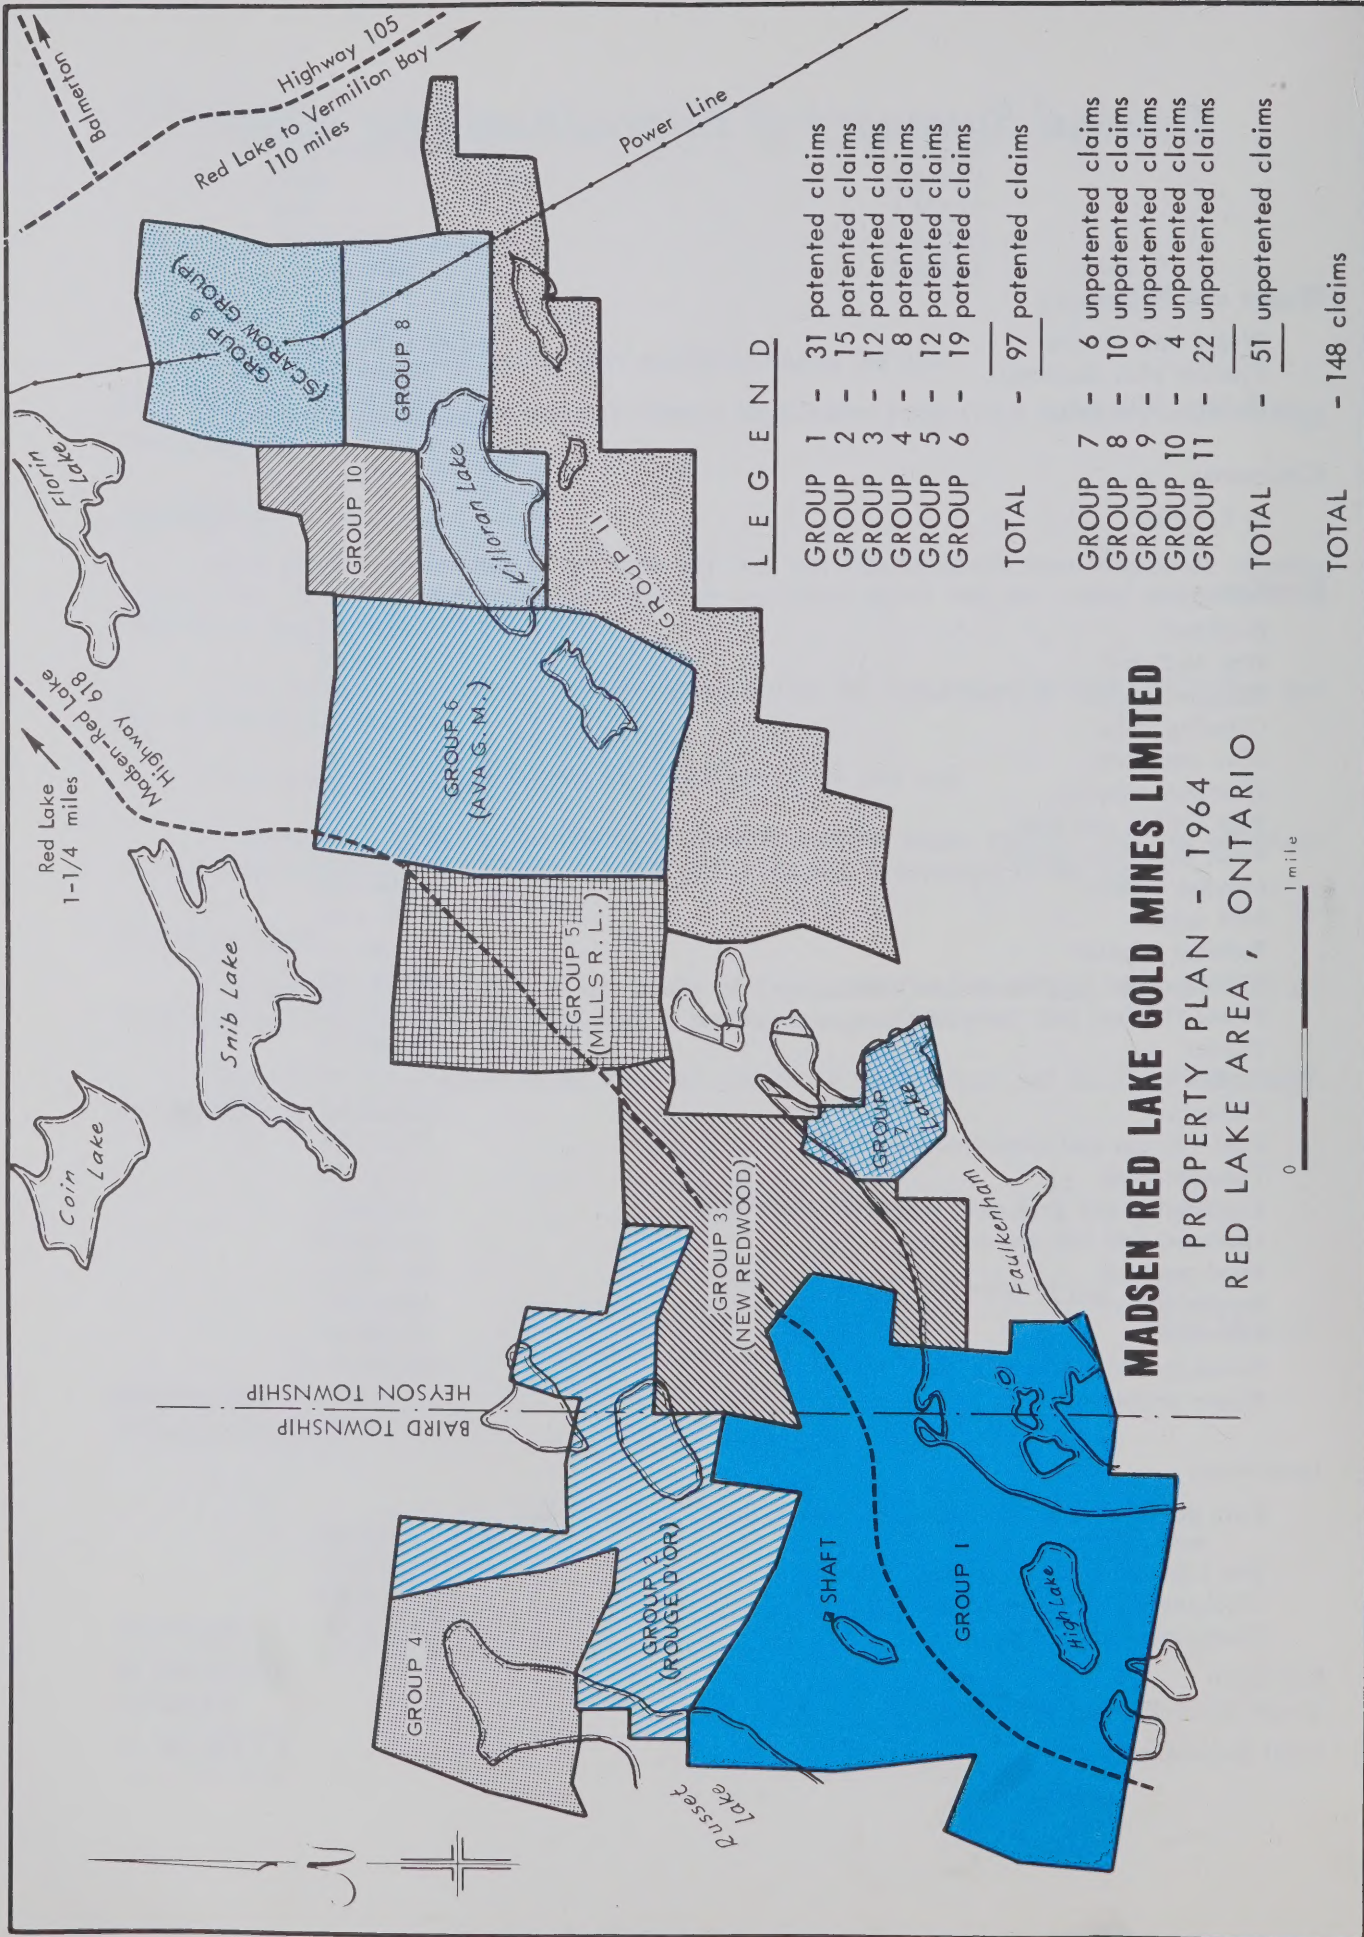 Balmerton
Highway 105
Red Lake to Vermilion Bay
110 miles
Power Line
Red Lake
1-1/4 miles
Madsen-Red Lake
Highway 618
Florin
Lake
Snib Lake
Coin
Lake
HEYSON TOWNSHIP
BAIRD TOWNSHIP
GROUP 9
(SCAROW GROUP)
GROUP 8
GROUP 10
Killoran Lake
GROUP 11
GROUP 6
(AVA G.M.)
GROUP 5
(MILLS R. L.)
GROUP 3
(NEW REDWOOD)
GROUP
7
Lake
Faulkenham
GROUP 4
GROUP 2
(ROUGE D'OR)
SHAFT
GROUP 1
High Lake
Russet
Lake
N
LEGEND
GROUP 1 - 31 patented claims
GROUP 2 - 15 patented claims
GROUP 3 - 12 patented claims
GROUP 4 - 8 patented claims
GROUP 5 - 12 patented claims
GROUP 6 - 19 patented claims
TOTAL - 97 patented claims
GROUP 7 - 6 unpatented claims
GROUP 8 - 10 unpatented claims
GROUP 9 - 9 unpatented claims
GROUP 10 - 4 unpatented claims
GROUP 11 - 22 unpatented claims
TOTAL - 51 unpatented claims
TOTAL - 148 claims
MADSEN RED LAKE GOLD MINES LIMITED
PROPERTY PLAN - 1964
RED LAKE AREA, ONTARIO
0 1 mile